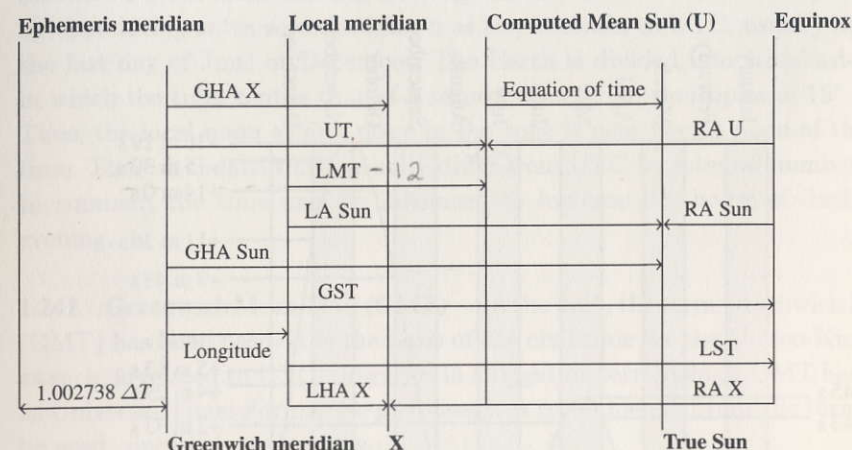 Ephemeris meridian Local meridian Computed Mean Sun (U) Equinox
GHA X Equation of time
UT RA U
LMT - 12
LA Sun RA Sun
GHA Sun
GST
Longitude LST
1.002738 ΔT LHA X RA X
Greenwich meridian X True Sun